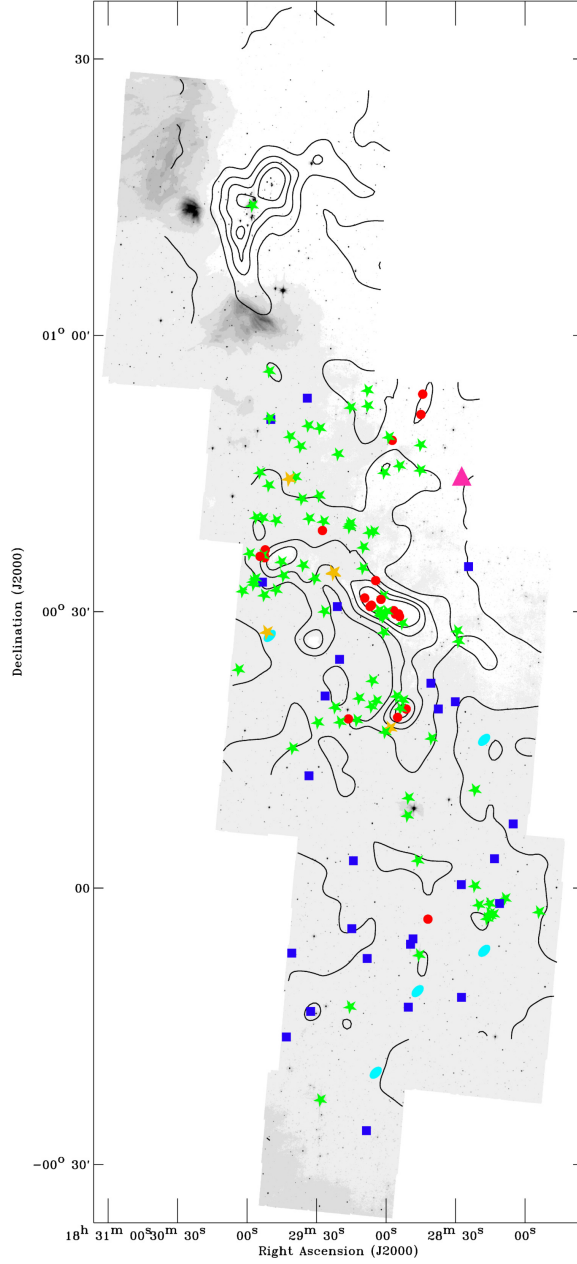 30
01° 00'
00° 30'
00
−00° 30'
Declination (J2000)
18ʰ 31ᵐ 00ˢ 30ˢ 00ˢ 29ᵐ 30ˢ 00ˢ 28ᵐ 30ˢ 00ˢ
Right Ascension (J2000)